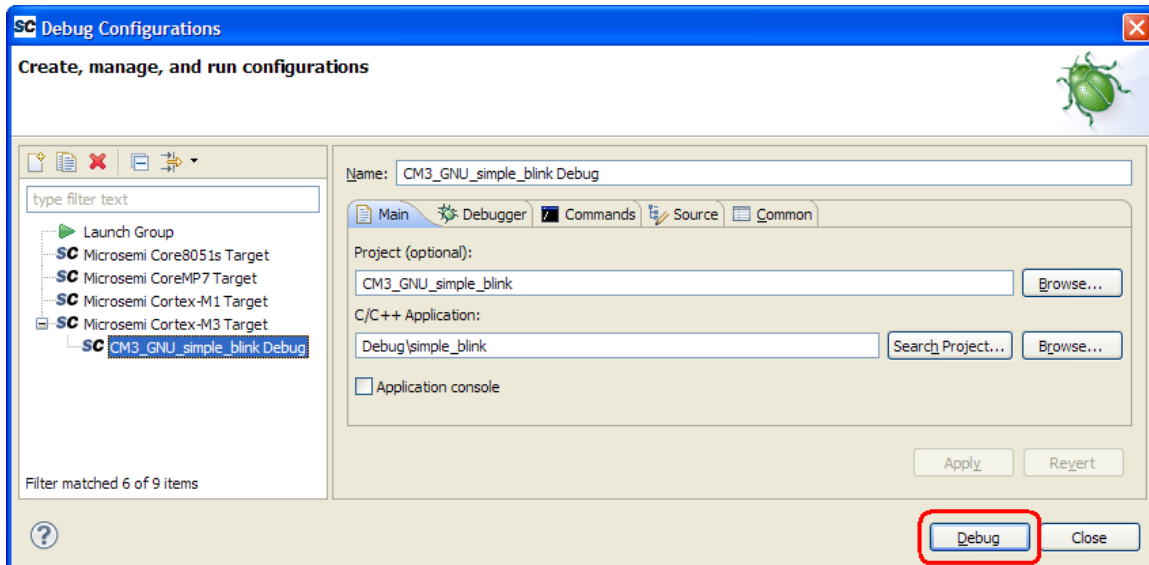 SC Debug Configurations
Create, manage, and run configurations
type filter text
Launch Group
SC Microsemi Core8051s Target
SC Microsemi CoreMP7 Target
SC Microsemi Cortex-M1 Target
SC Microsemi Cortex-M3 Target
SC CM3_GNU_simple_blink Debug
Filter matched 6 of 9 items
Name: CM3_GNU_simple_blink Debug
Main Debugger Commands Source Common
Project (optional):
CM3_GNU_simple_blink Browse...
C/C++ Application:
Debug\simple_blink Search Project... Browse...
Application console
Apply Revert
? Debug Close